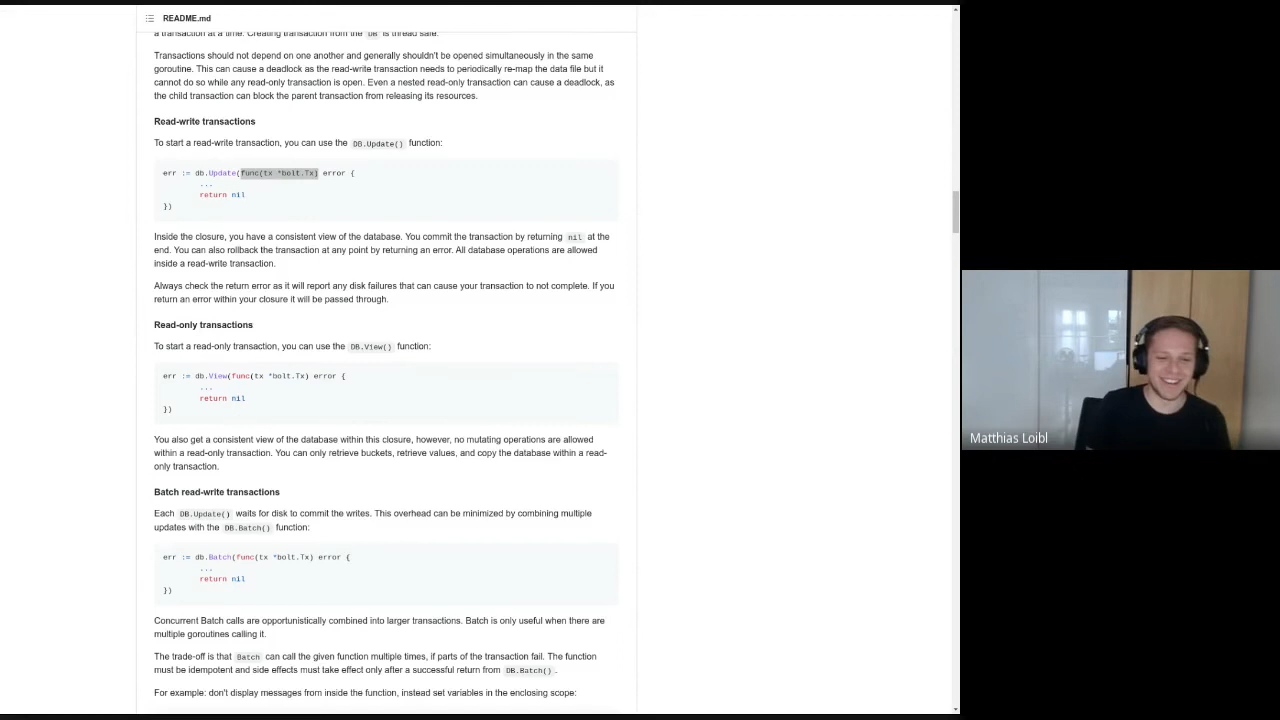 README.md
a transaction at a time. Creating transaction from the DB is thread safe.
Transactions should not depend on one another and generally shouldn't be opened simultaneously in the same
goroutine. This can cause a deadlock as the read-write transaction needs to periodically re-map the data file but it
cannot do so while any read-only transaction is open. Even a nested read-only transaction can cause a deadlock, as
the child transaction can block the parent transaction from releasing its resources.
Read-write transactions
To start a read-write transaction, you can use the DB.Update() function:
err := db.Update(func(tx *bolt.Tx) error {
...
return nil
})
Inside the closure, you have a consistent view of the database. You commit the transaction by returning nil at the
end. You can also rollback the transaction at any point by returning an error. All database operations are allowed
inside a read-write transaction.
Always check the return error as it will report any disk failures that can cause your transaction to not complete. If you
return an error within your closure it will be passed through.
Read-only transactions
To start a read-only transaction, you can use the DB.View() function:
err := db.View(func(tx *bolt.Tx) error {
...
return nil
})
You also get a consistent view of the database within this closure, however, no mutating operations are allowed
within a read-only transaction. You can only retrieve buckets, retrieve values, and copy the database within a read-
only transaction.
Batch read-write transactions
Each DB.Update() waits for disk to commit the writes. This overhead can be minimized by combining multiple
updates with the DB.Batch() function:
err := db.Batch(func(tx *bolt.Tx) error {
...
return nil
})
Concurrent Batch calls are opportunistically combined into larger transactions. Batch is only useful when there are
multiple goroutines calling it.
The trade-off is that Batch can call the given function multiple times, if parts of the transaction fail. The function
must be idempotent and side effects must take effect only after a successful return from DB.Batch().
For example: don't display messages from inside the function, instead set variables in the enclosing scope:
Matthias Loibl